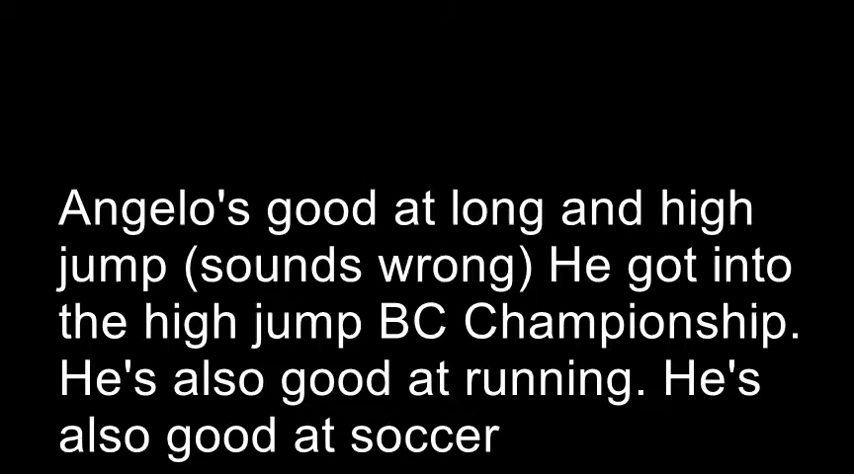 Angelo's good at long and high
jump (sounds wrong) He got into
the high jump BC Championship.
He's also good at running. He's
also good at soccer